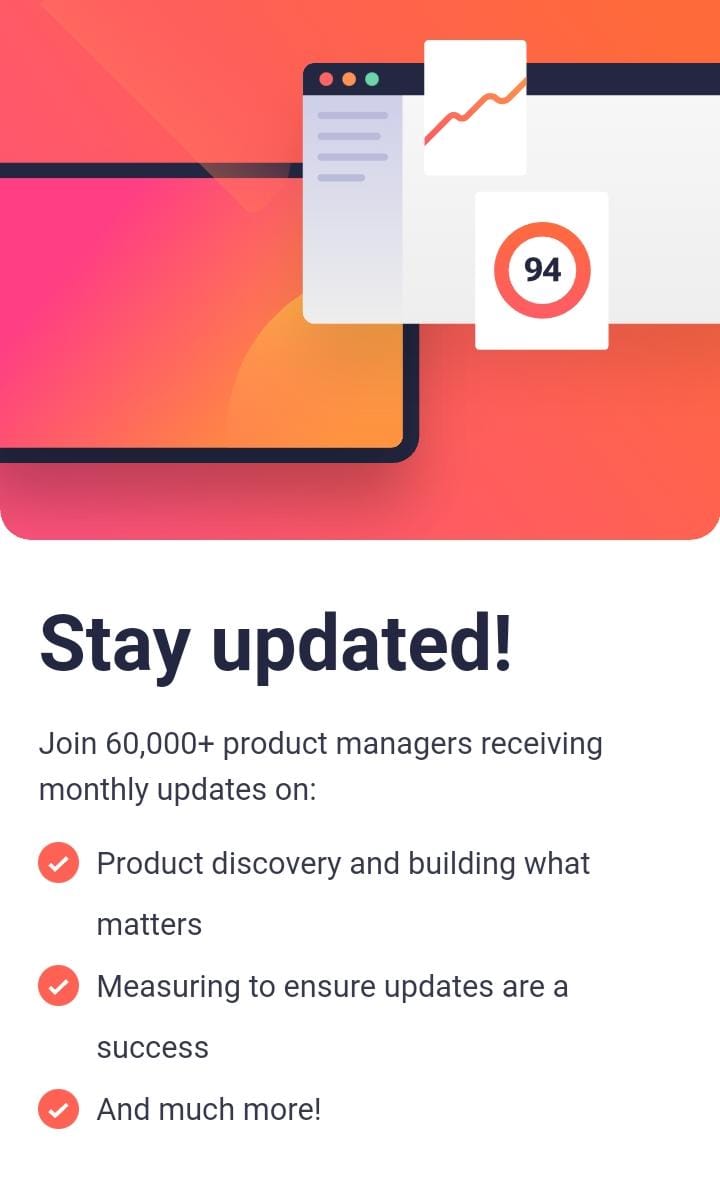 94
Stay updated!
Join 60,000+ product managers receiving
monthly updates on:
Product discovery and building what
matters
Measuring to ensure updates are a
success
And much more!